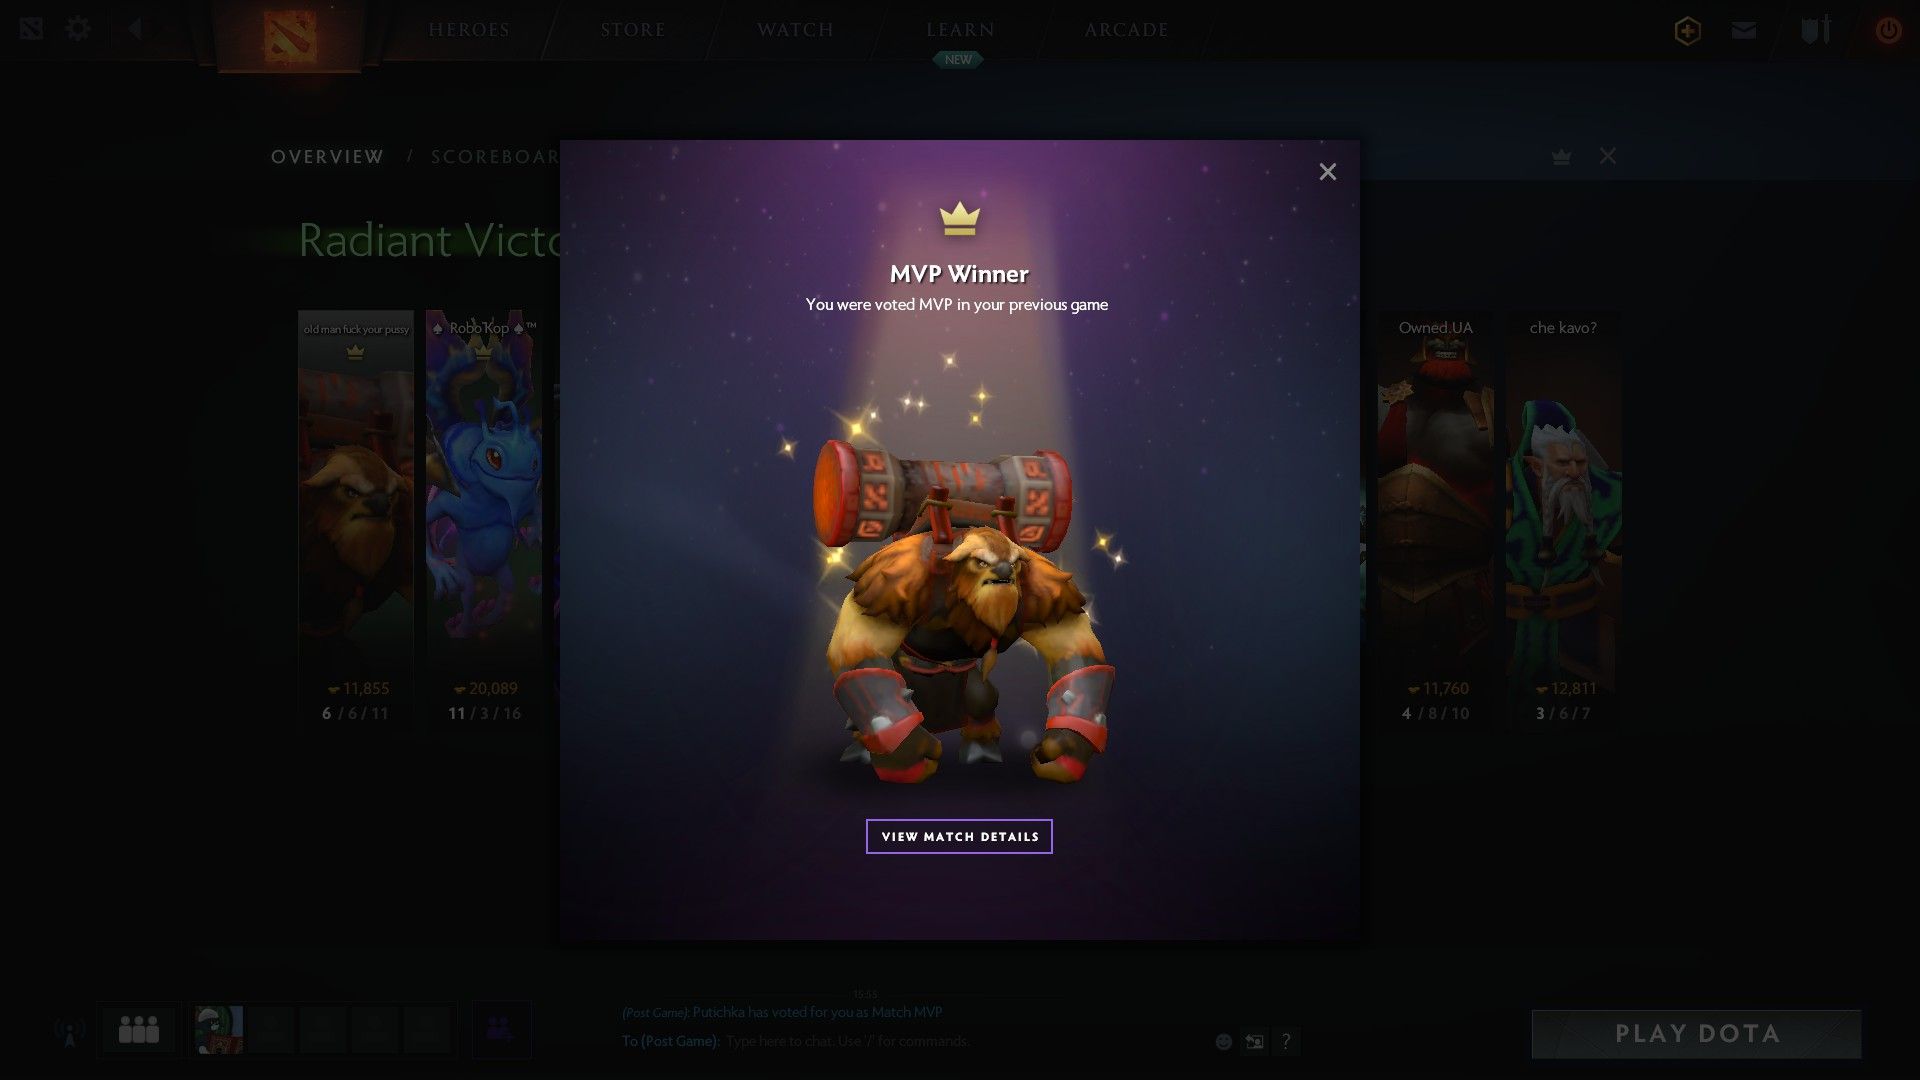 HEROES
STORE
WATCH
LEARN
ARCADE
NEW
OVERVIEW / SCOREBOAR
Radiant Victo
MVP Winner
You were voted MVP in your previous game
old man fuck your pussy
♠ RoboKop ♠™
Owned.UA
che kavo?
11,855
20,089
11,760
12,811
6 / 6 / 11
11 / 3 / 16
4 / 8 / 10
3 / 6 / 7
VIEW MATCH DETAILS
15:55
(Post Game): Putichka has voted for you as Match MVP
To (Post Game): Type here to chat. Use '/' for commands.
?
PLAY DOTA